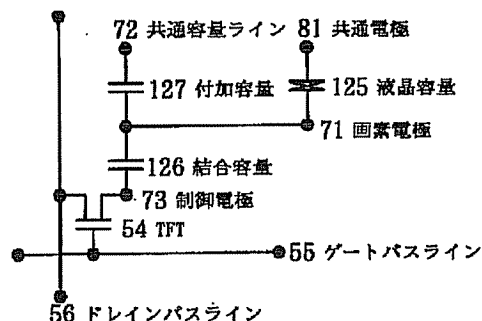 72 共通容量ライン 81 共通電極
127 付加容量 125 液晶容量
71 画素電極
126 結合容量
73 制御電極
54 TFT
55 ゲートバスライン
56 ドレインバスライン